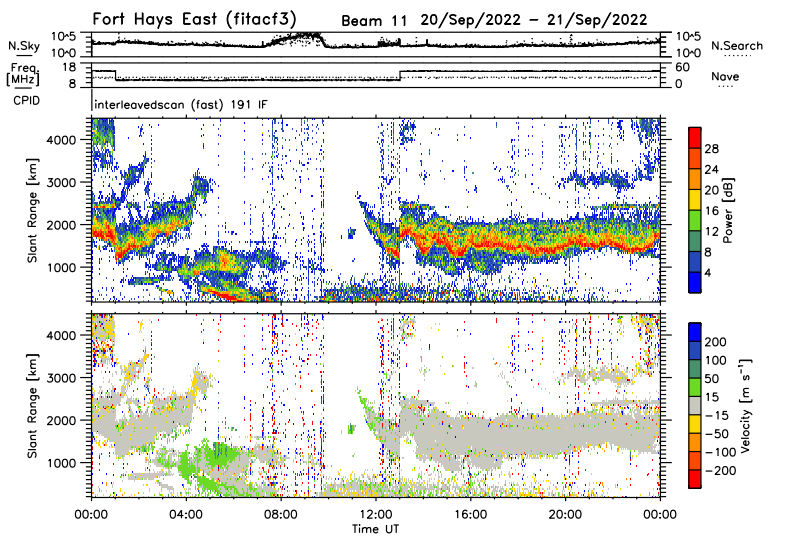 Fort Hays East (fitacf3) Beam 11 20/Sep/2022 - 21/Sep/2022
N.Sky 10^5 10^0 10^5 10^0 N.Search
Freq. [MHz] 18 8 60 0 Nave
CPID interleavedscan (fast) 191 IF
Slant Range [km] 4000 3000 2000 1000
28 24 20 16 12 8 4 Power [dB]
Slant Range [km] 4000 3000 2000 1000
200 100 50 15 -15 -50 -100 -200 Velocity [m s⁻¹]
00:00 04:00 08:00 12:00 16:00 20:00 00:00
Time UT